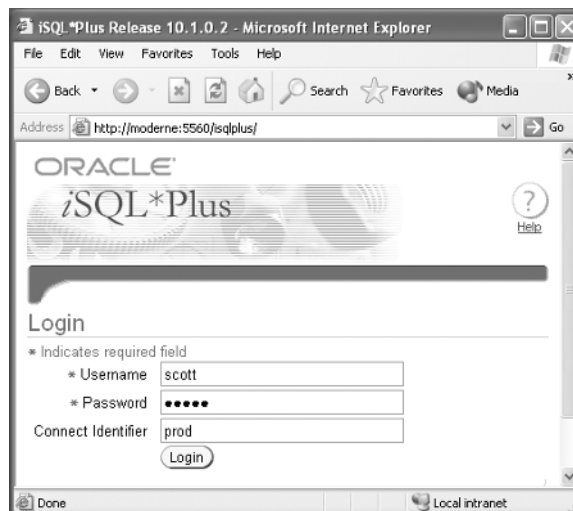 iSQL*Plus Release 10.1.0.2 - Microsoft Internet Explorer
File Edit View Favorites Tools Help
Back Search Favorites Media
Address http://moderne:5560/isqlplus/ Go
ORACLE
iSQL*Plus
Help
Login
* Indicates required field
* Username scott
* Password •••••
Connect Identifier prod
Login
Done Local intranet